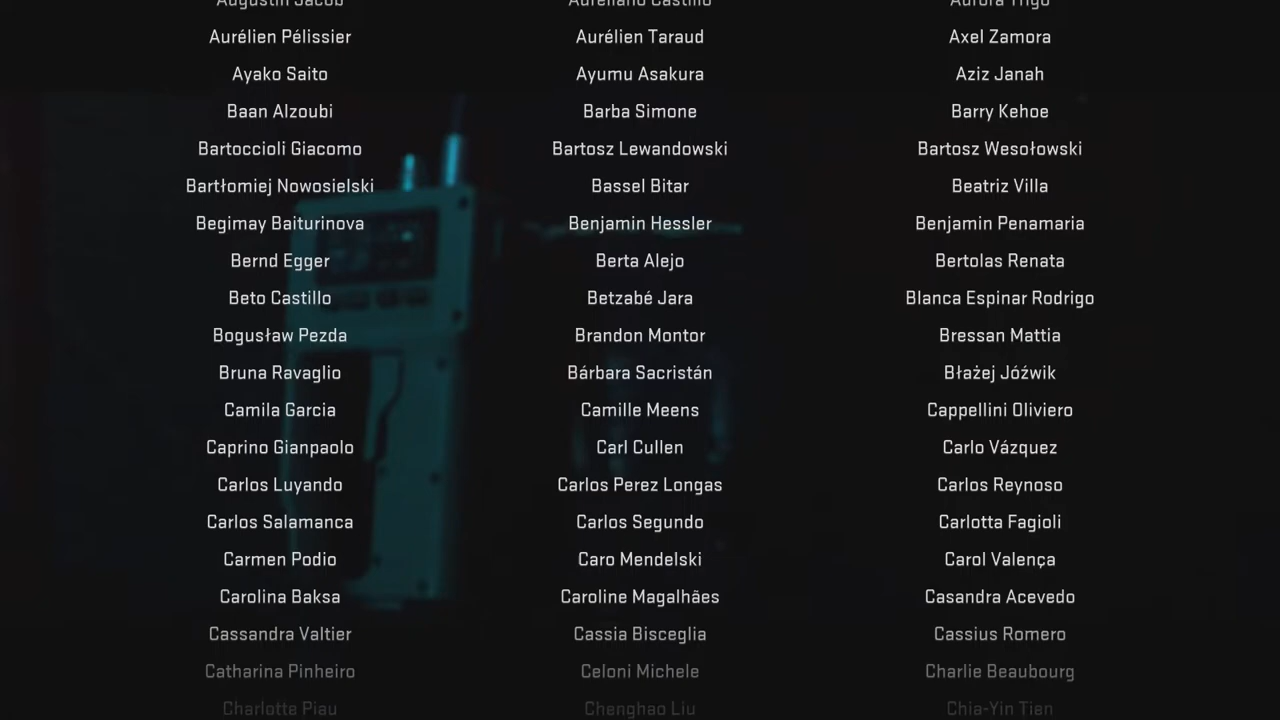 Augustin Jacob Aureliano Castillo Aurora Trigo
Aurélien Pélissier Aurélien Taraud Axel Zamora
Ayako Saito Ayumu Asakura Aziz Janah
Baan Alzoubi Barba Simone Barry Kehoe
Bartoccioli Giacomo Bartosz Lewandowski Bartosz Wesołowski
Bartłomiej Nowosielski Bassel Bitar Beatriz Villa
Begimay Baiturinova Benjamin Hessler Benjamin Penamaria
Bernd Egger Berta Alejo Bertolas Renata
Beto Castillo Betzabé Jara Blanca Espinar Rodrigo
Bogusław Pezda Brandon Montor Bressan Mattia
Bruna Ravaglio Bárbara Sacristán Błażej Jóźwik
Camila Garcia Camille Meens Cappellini Oliviero
Caprino Gianpaolo Carl Cullen Carlo Vázquez
Carlos Luyando Carlos Perez Longas Carlos Reynoso
Carlos Salamanca Carlos Segundo Carlotta Fagioli
Carmen Podio Caro Mendelski Carol Valença
Carolina Baksa Caroline Magalhães Casandra Acevedo
Cassandra Valtier Cassia Bisceglia Cassius Romero
Catharina Pinheiro Celoni Michele Charlie Beaubourg
Charlotte Piau Chenghao Liu Chia-Yin Tien